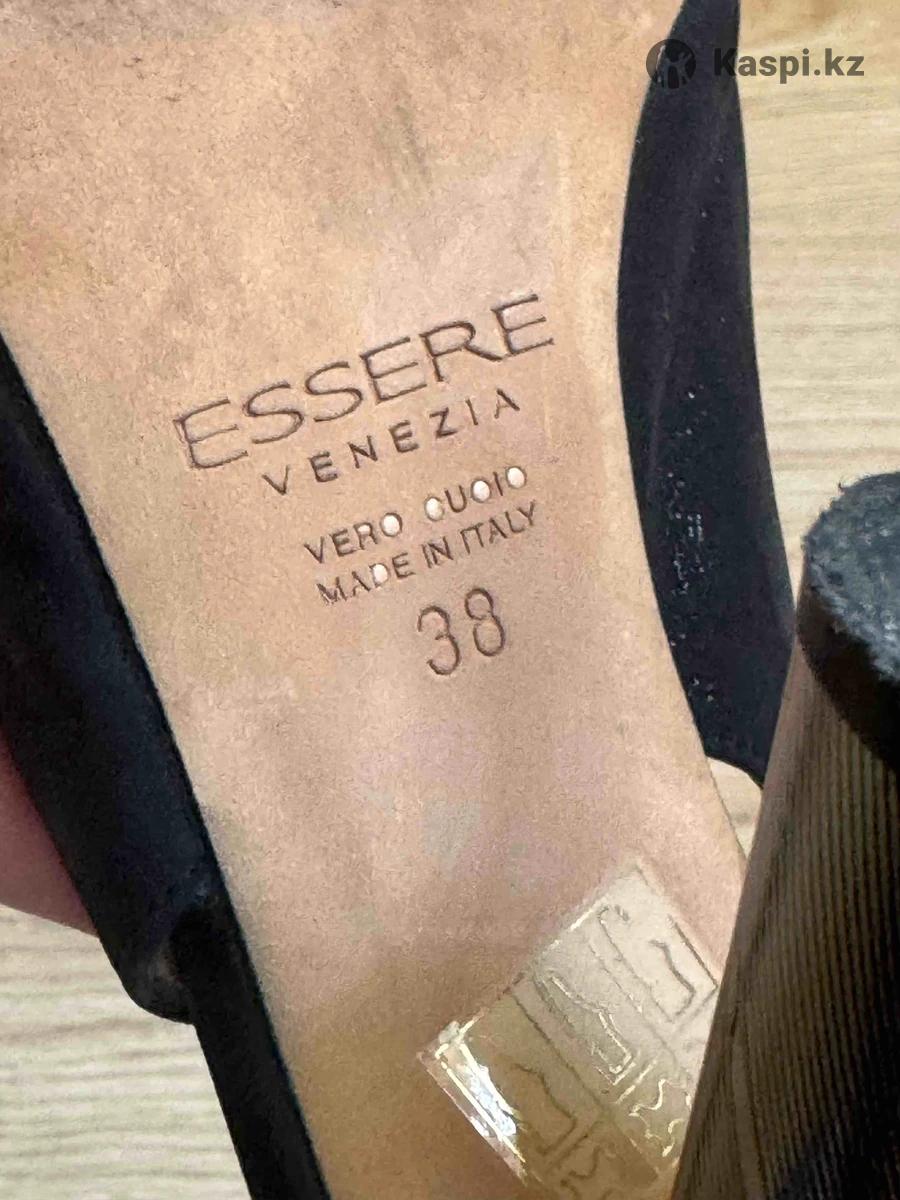 Kaspi.kz
ESSERE
VENEZIA
VERO CUOIO
MADE IN ITALY
38